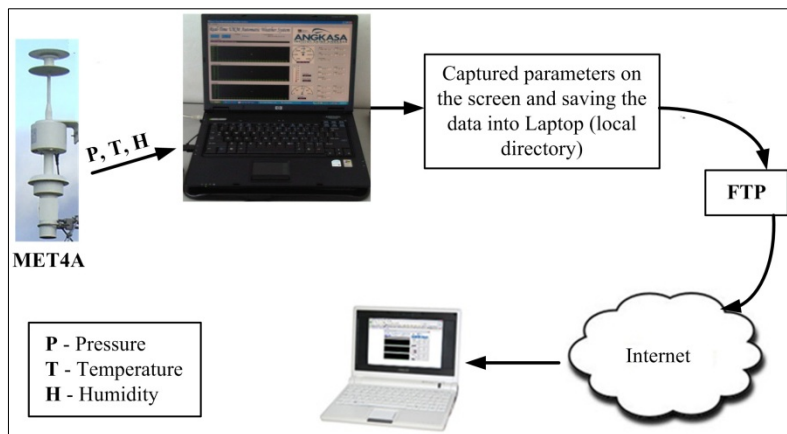 ANGKASA
P, T, H
MET4A
Captured parameters on
the screen and saving the
data into Laptop (local
directory)
FTP
Internet
P - Pressure
T - Temperature
H - Humidity